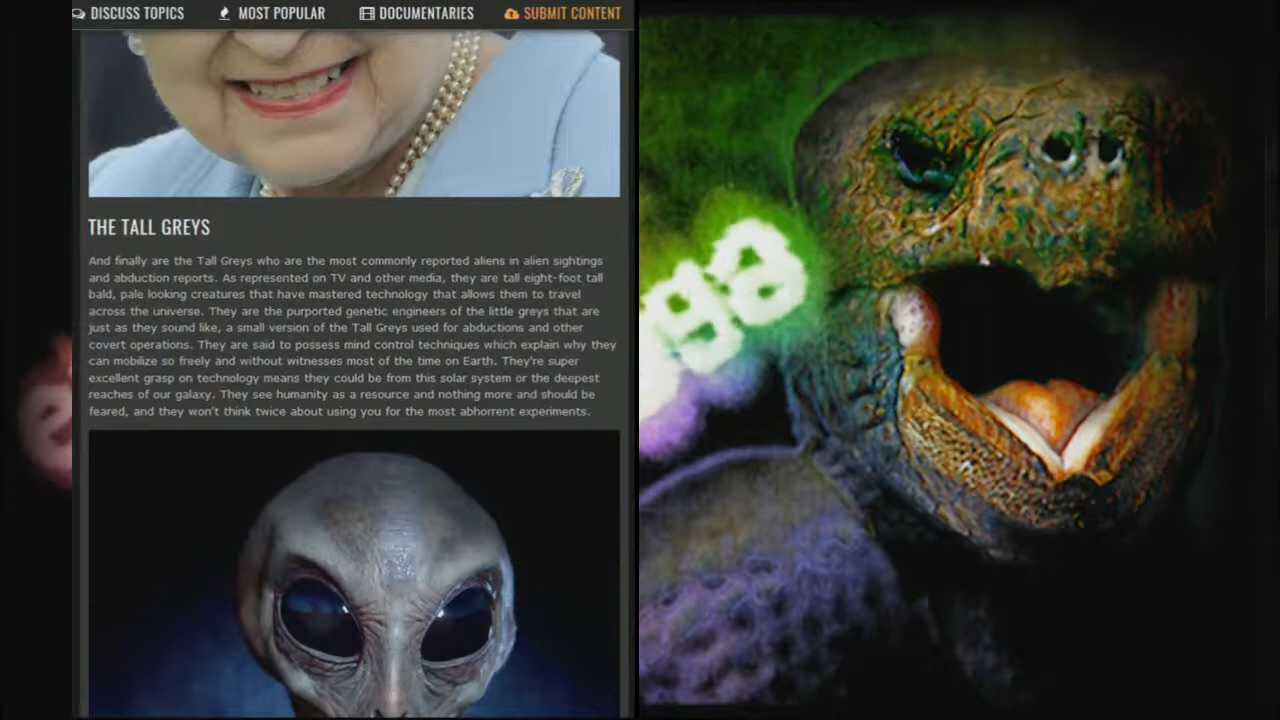 DISCUSS TOPICS MOST POPULAR DOCUMENTARIES SUBMIT CONTENT
THE TALL GREYS
And finally are the Tall Greys who are the most commonly reported aliens in alien sightings
and abduction reports. As represented on TV and other media, they are tall eight-foot tall
bald, pale looking creatures that have mastered technology that allows them to travel
across the universe. They are the purported genetic engineers of the little greys that are
just as they sound like, a small version of the Tall Greys used for abductions and other
covert operations. They are said to possess mind control techniques which explain why they
can mobilize so freely and without witnesses most of the time on Earth. They're super
excellent grasp on technology means they could be from this solar system or the deepest
reaches of our galaxy. They see humanity as a resource and nothing more and should be
feared, and they won't think twice about using you for the most abhorrent experiments.